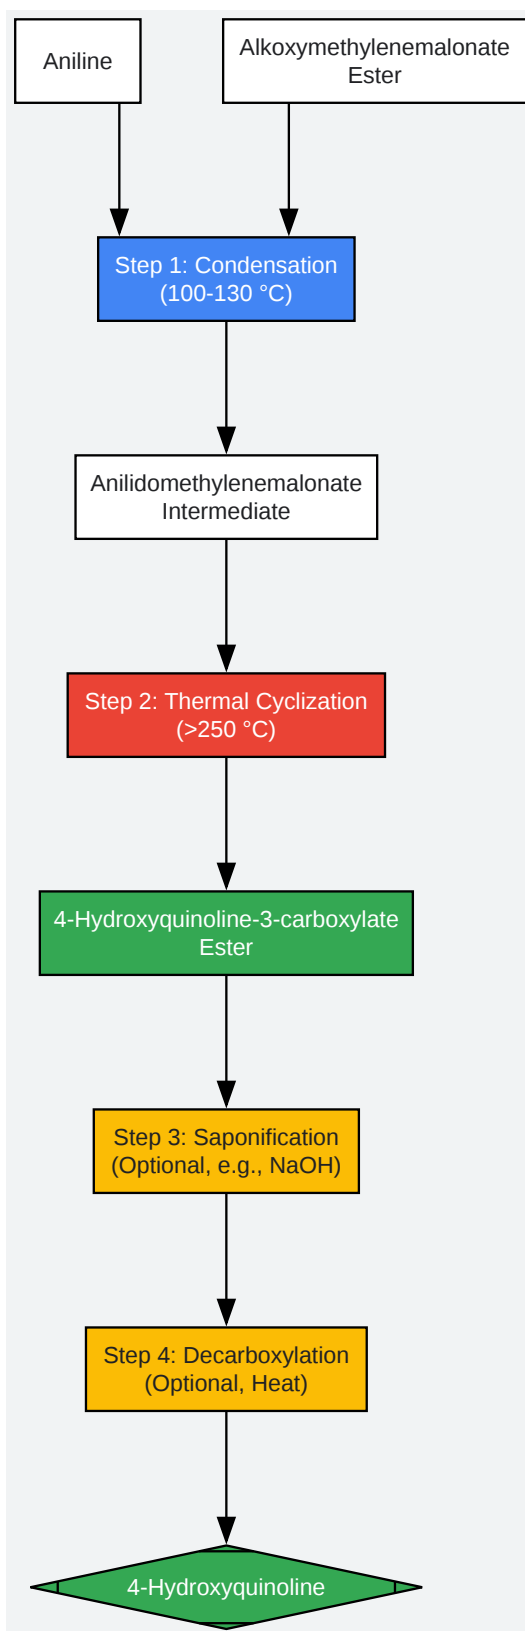 Aniline
Alkoxymethylenemalonate
Ester
Step 1: Condensation
(100-130 °C)
Anilidomethylenemalonate
Intermediate
Step 2: Thermal Cyclization
(>250 °C)
4-Hydroxyquinoline-3-carboxylate
Ester
Step 3: Saponification
(Optional, e.g., NaOH)
Step 4: Decarboxylation
(Optional, Heat)
4-Hydroxyquinoline